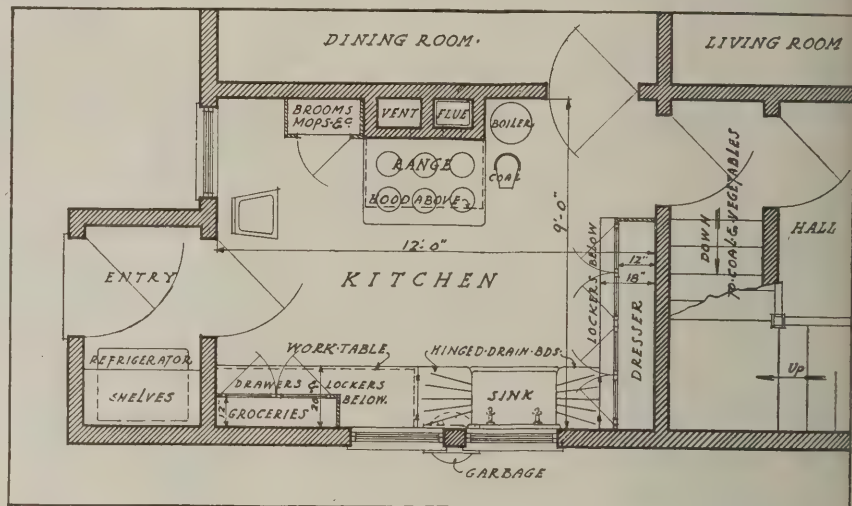 DINING ROOM.
LIVING ROOM
BROOMS
MOPS-&C
VENT
FLUE
BOILER
RANGE
COAL
HOOD ABOVE
9'-0"
DOWN
TO COAL & VEGETABLES
HALL
12'-0"
ENTRY
KITCHEN
LOCKERS BELOW
12"
18"
DRESSER
WORK-TABLE
HINGED-DRAIN-BDS.
REFRIGERATOR
SHELVES
DRAWERS &
LOCKERS
BELOW.
GROCERIES
12"
SINK
UP
GARBAGE